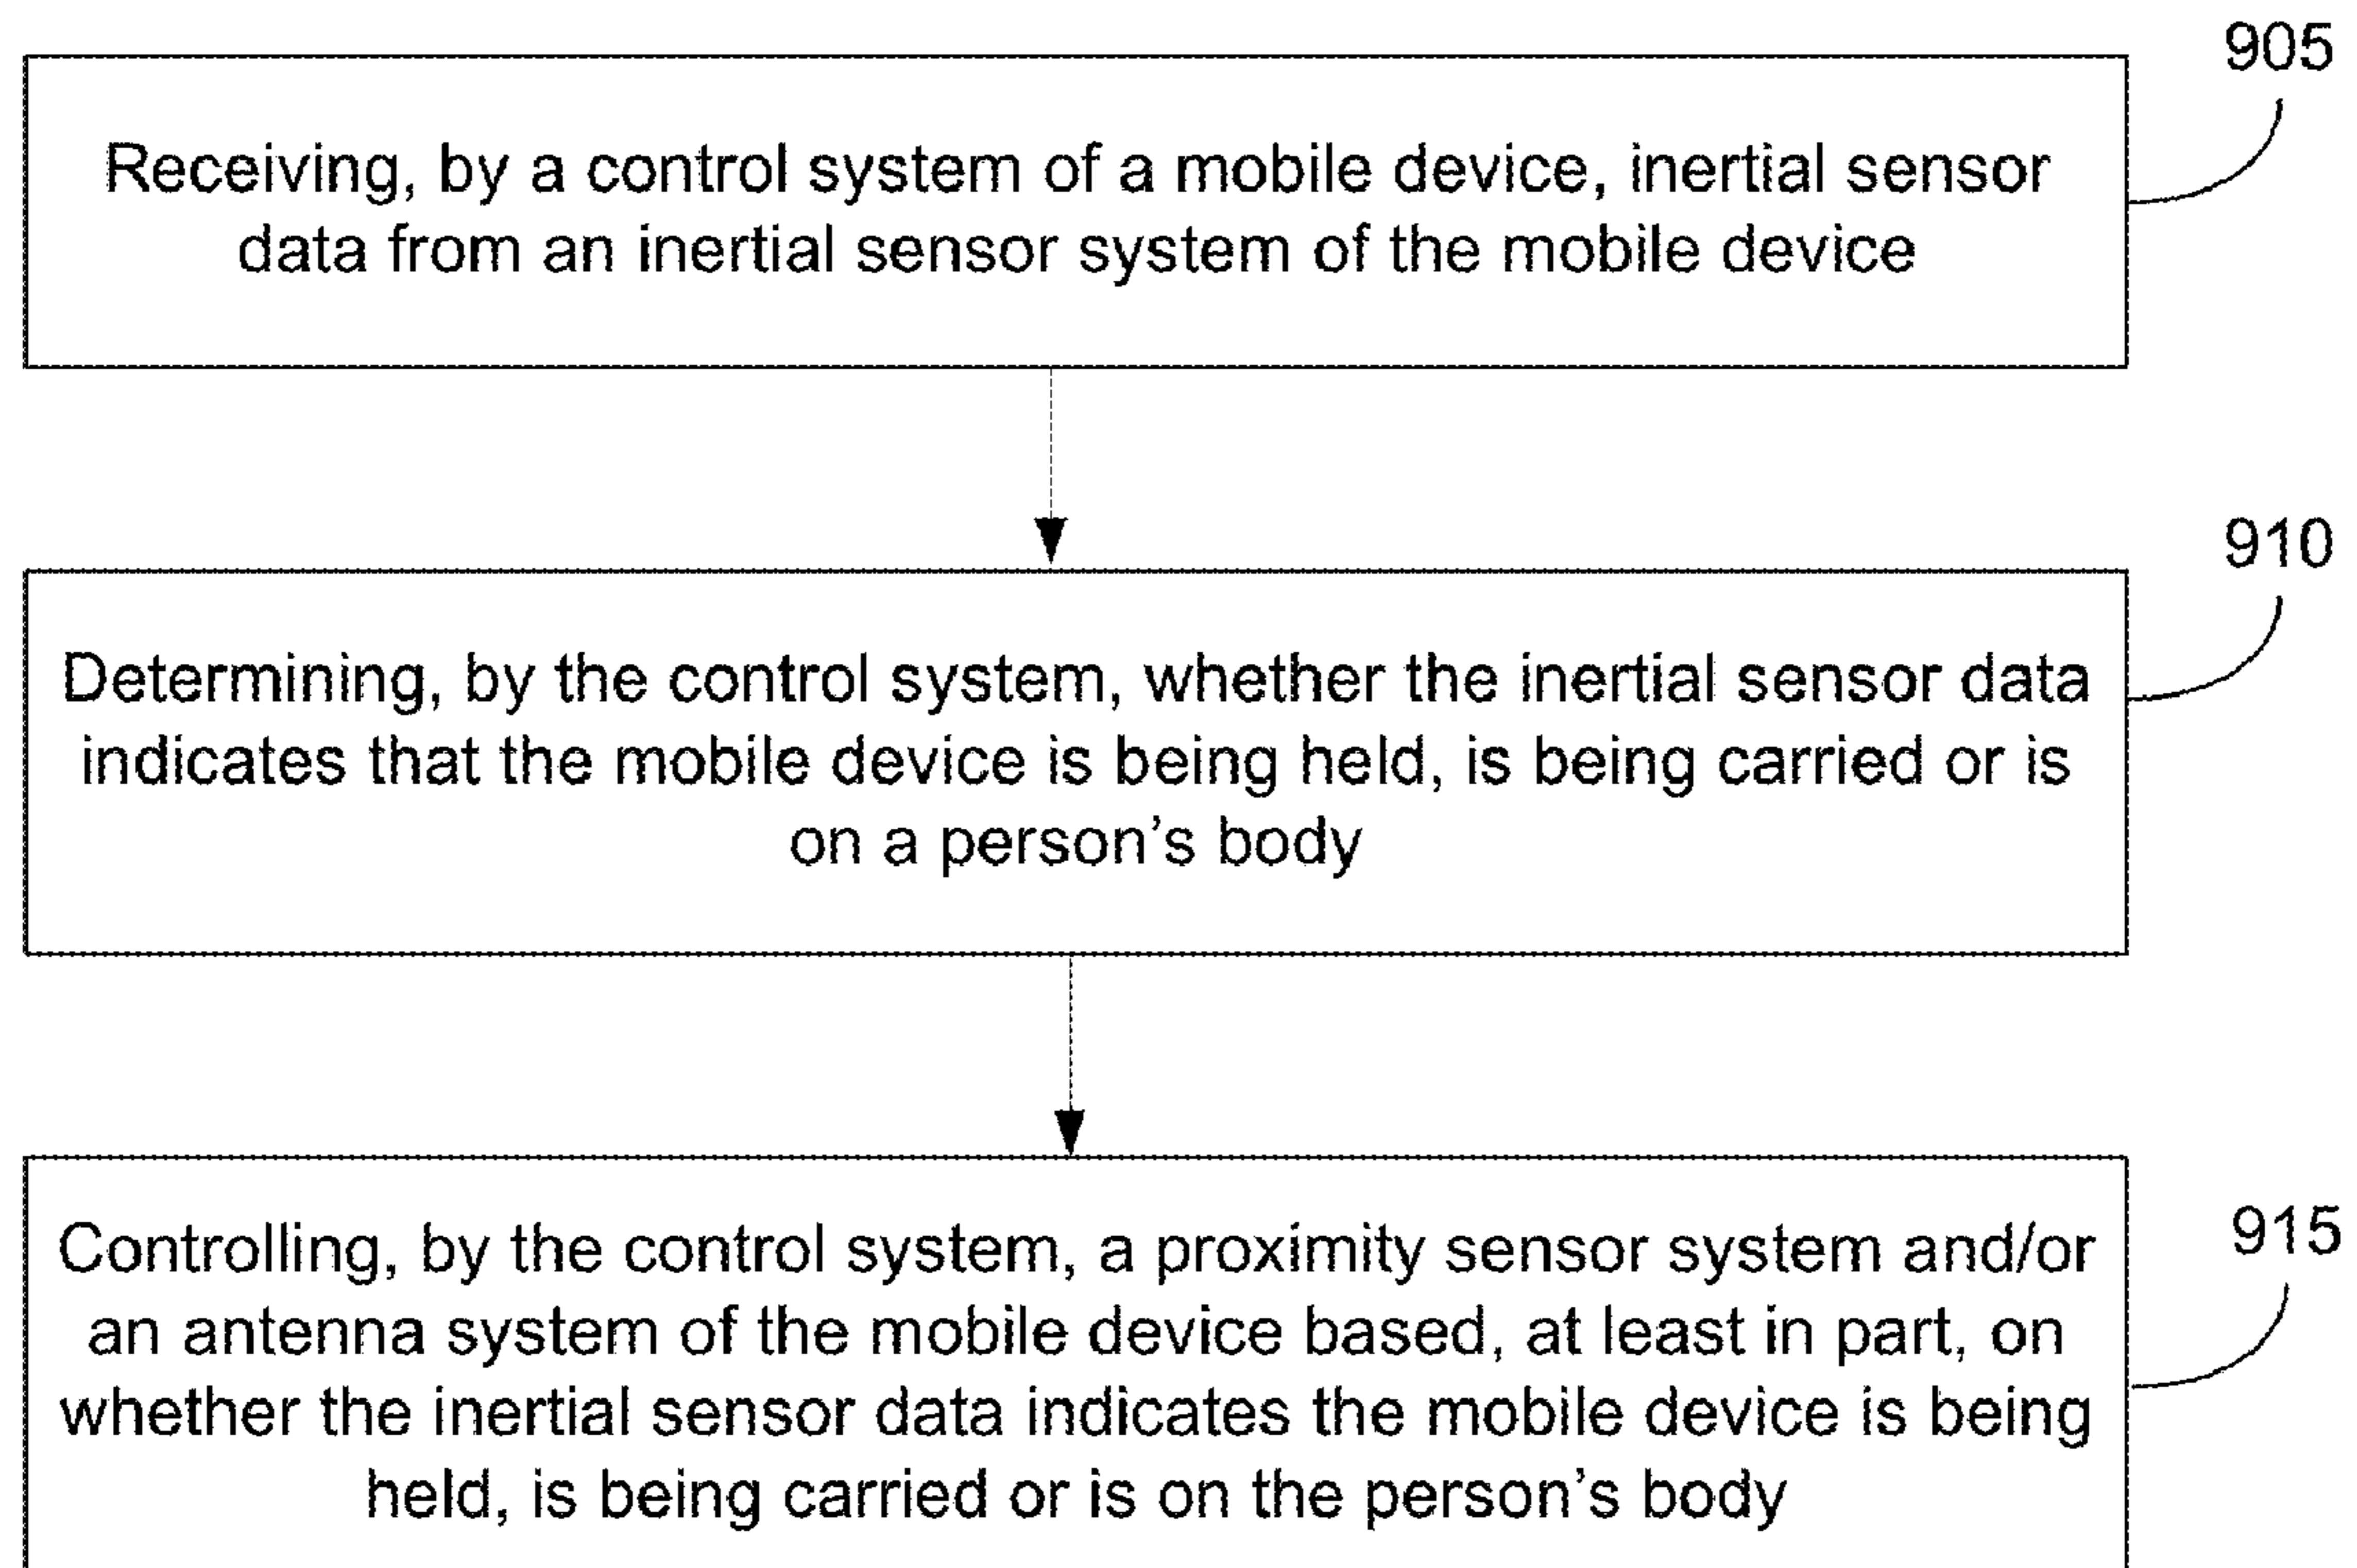 905
Receiving, by a control system of a mobile device, inertial sensor
data from an inertial sensor system of the mobile device
910
Determining, by the control system, whether the inertial sensor data
indicates that the mobile device is being held, is being carried or is
on a person's body
915
Controlling, by the control system, a proximity sensor system and/or
an antenna system of the mobile device based, at least in part, on
whether the inertial sensor data indicates the mobile device is being
held, is being carried or is on the person's body